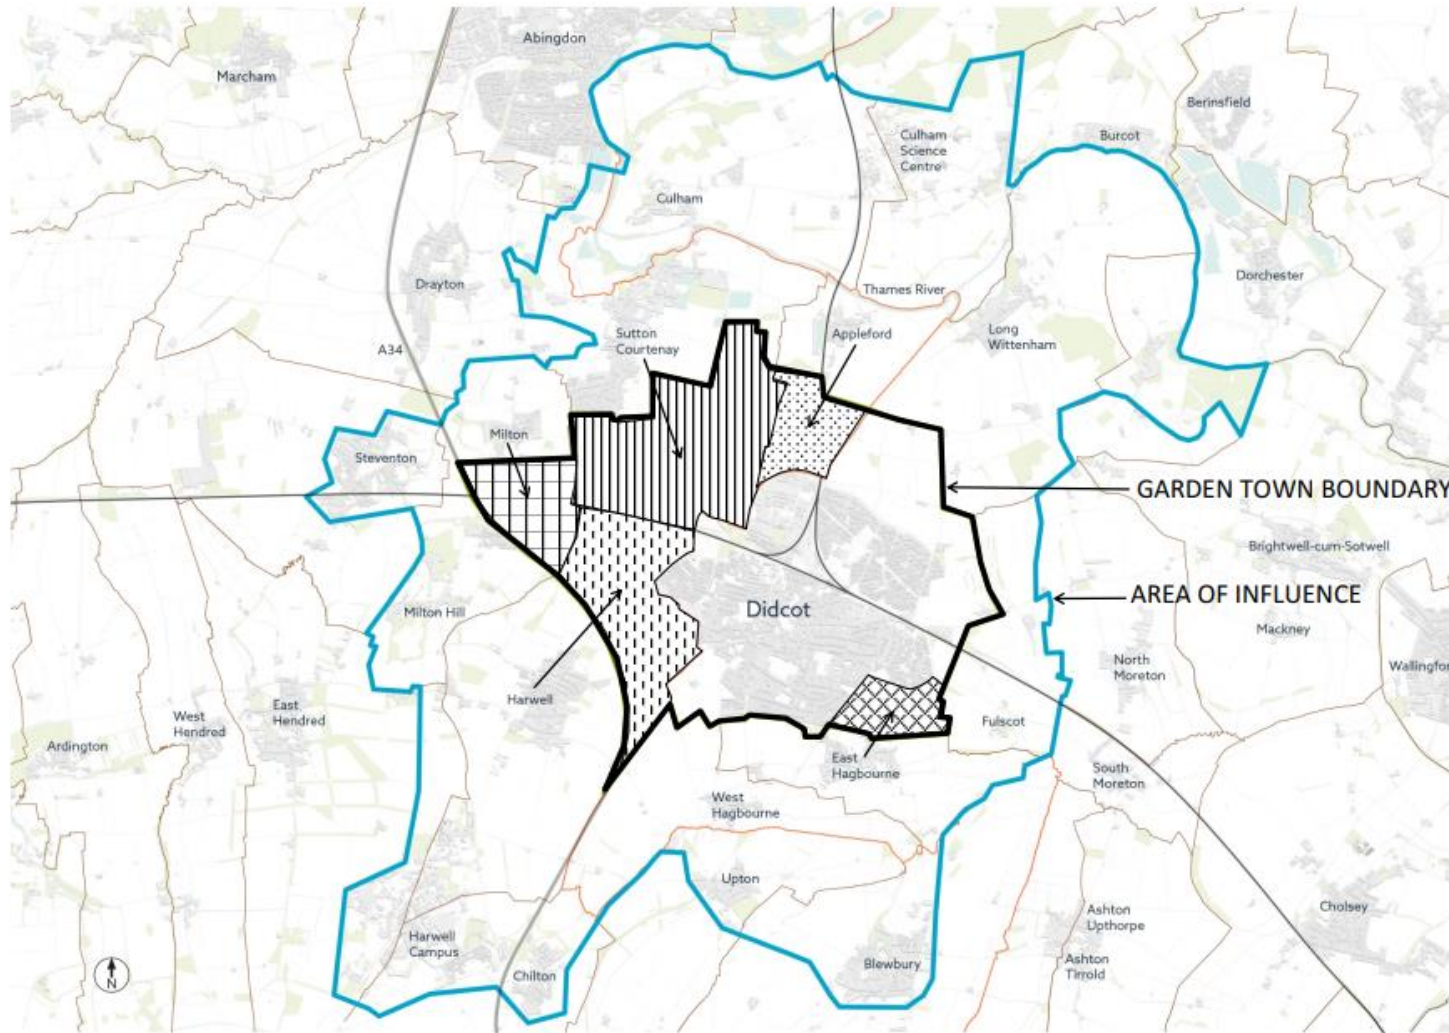 Abingdon
Marcham
Berinsfield
Culham
Science
Centre
Burcot
Culham
Drayton
Dorchester
Thames River
Sutton
Courtenay
Appleford
Long
Wittenham
A34
Milton
Steventon
GARDEN TOWN BOUNDARY
Brightwell-cum-Sotwell
AREA OF INFLUENCE
Milton Hill
Didcot
Mackney
North
Moreton
Wallingfor
Harwell
East
Hendred
West
Hendred
Fulscot
Ardington
East
Hagbourne
South
Moreton
West
Hagbourne
Upton
Cholsey
Ashton
Upthorpe
Harwell
Campus
Blewbury
Ashton
Tirrold
Chilton
N